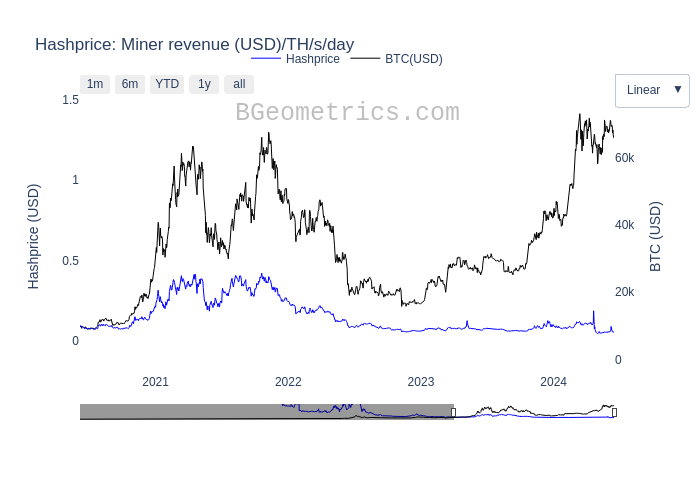 Hashprice: Miner revenue (USD)/TH/s/day
Hashprice BTC(USD)
1m 6m YTD 1y all
Linear ▼
BGeometrics.com
1.5
1
0.5
0
Hashprice (USD)
60k
40k
20k
0
BTC (USD)
2021 2022 2023 2024